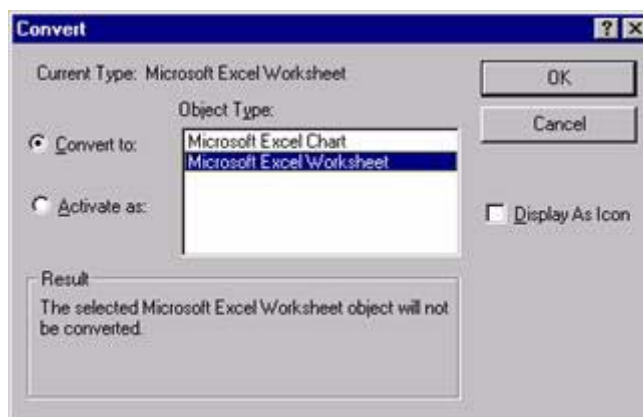 Convert
Current Type: Microsoft Excel Worksheet
OK
Object Type:
Cancel
Convert to:
Microsoft Excel Chart
Microsoft Excel Worksheet
Activate as:
Display As Icon
Result
The selected Microsoft Excel Worksheet object will not
be converted.